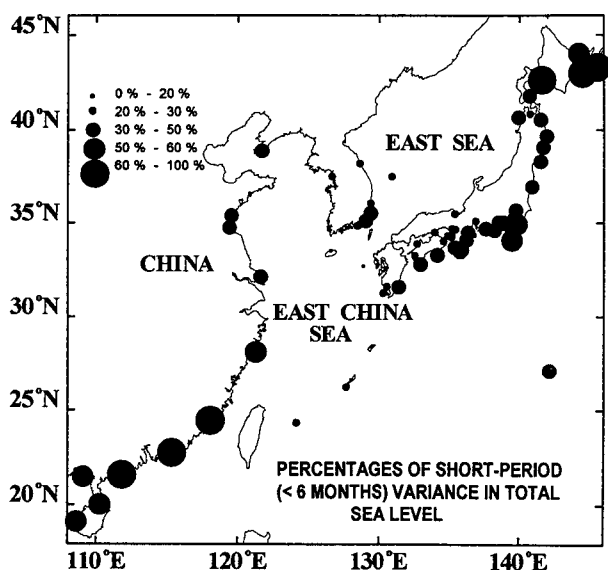 45°N
40°N
35°N
30°N
25°N
20°N
0 % - 20 %
20 % - 30 %
30 % - 50 %
50 % - 60 %
60 % - 100 %
EAST SEA
CHINA
EAST CHINA
SEA
PERCENTAGES OF SHORT-PERIOD
(< 6 MONTHS) VARIANCE IN TOTAL
SEA LEVEL
110°E 120°E 130°E 140°E